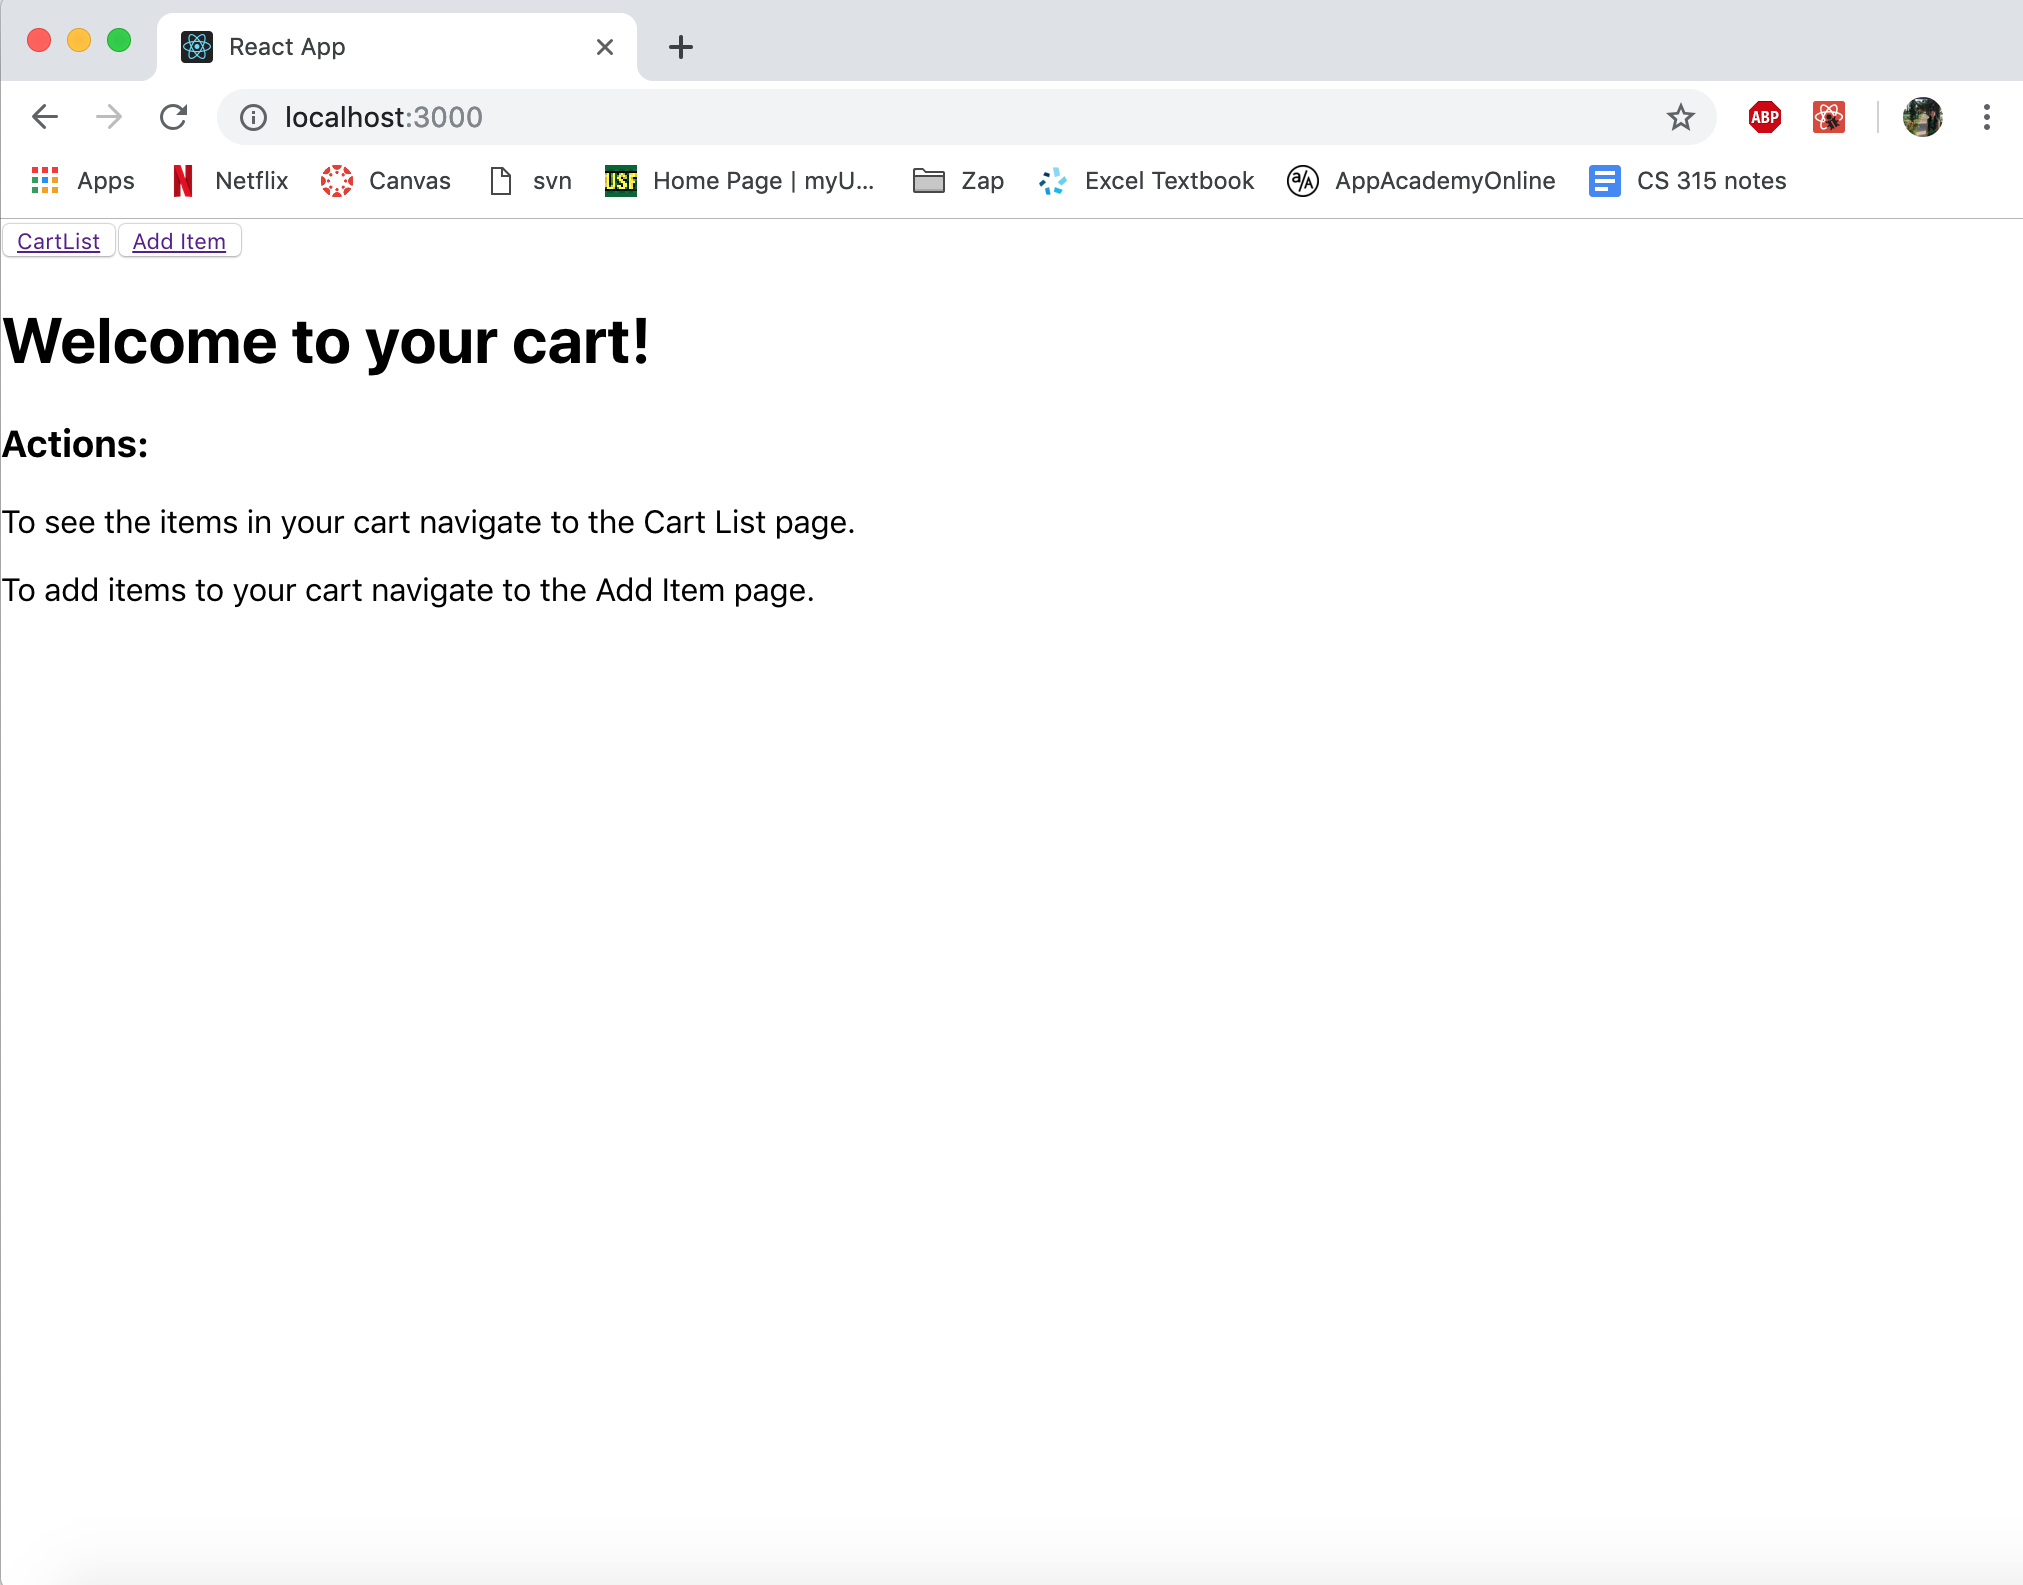 React App
localhost:3000
ABP
Apps Netflix Canvas svn USF Home Page | myU... Zap Excel Textbook a/A AppAcademyOnline CS 315 notes
CartList Add Item
Welcome to your cart!
Actions:
To see the items in your cart navigate to the Cart List page.
To add items to your cart navigate to the Add Item page.